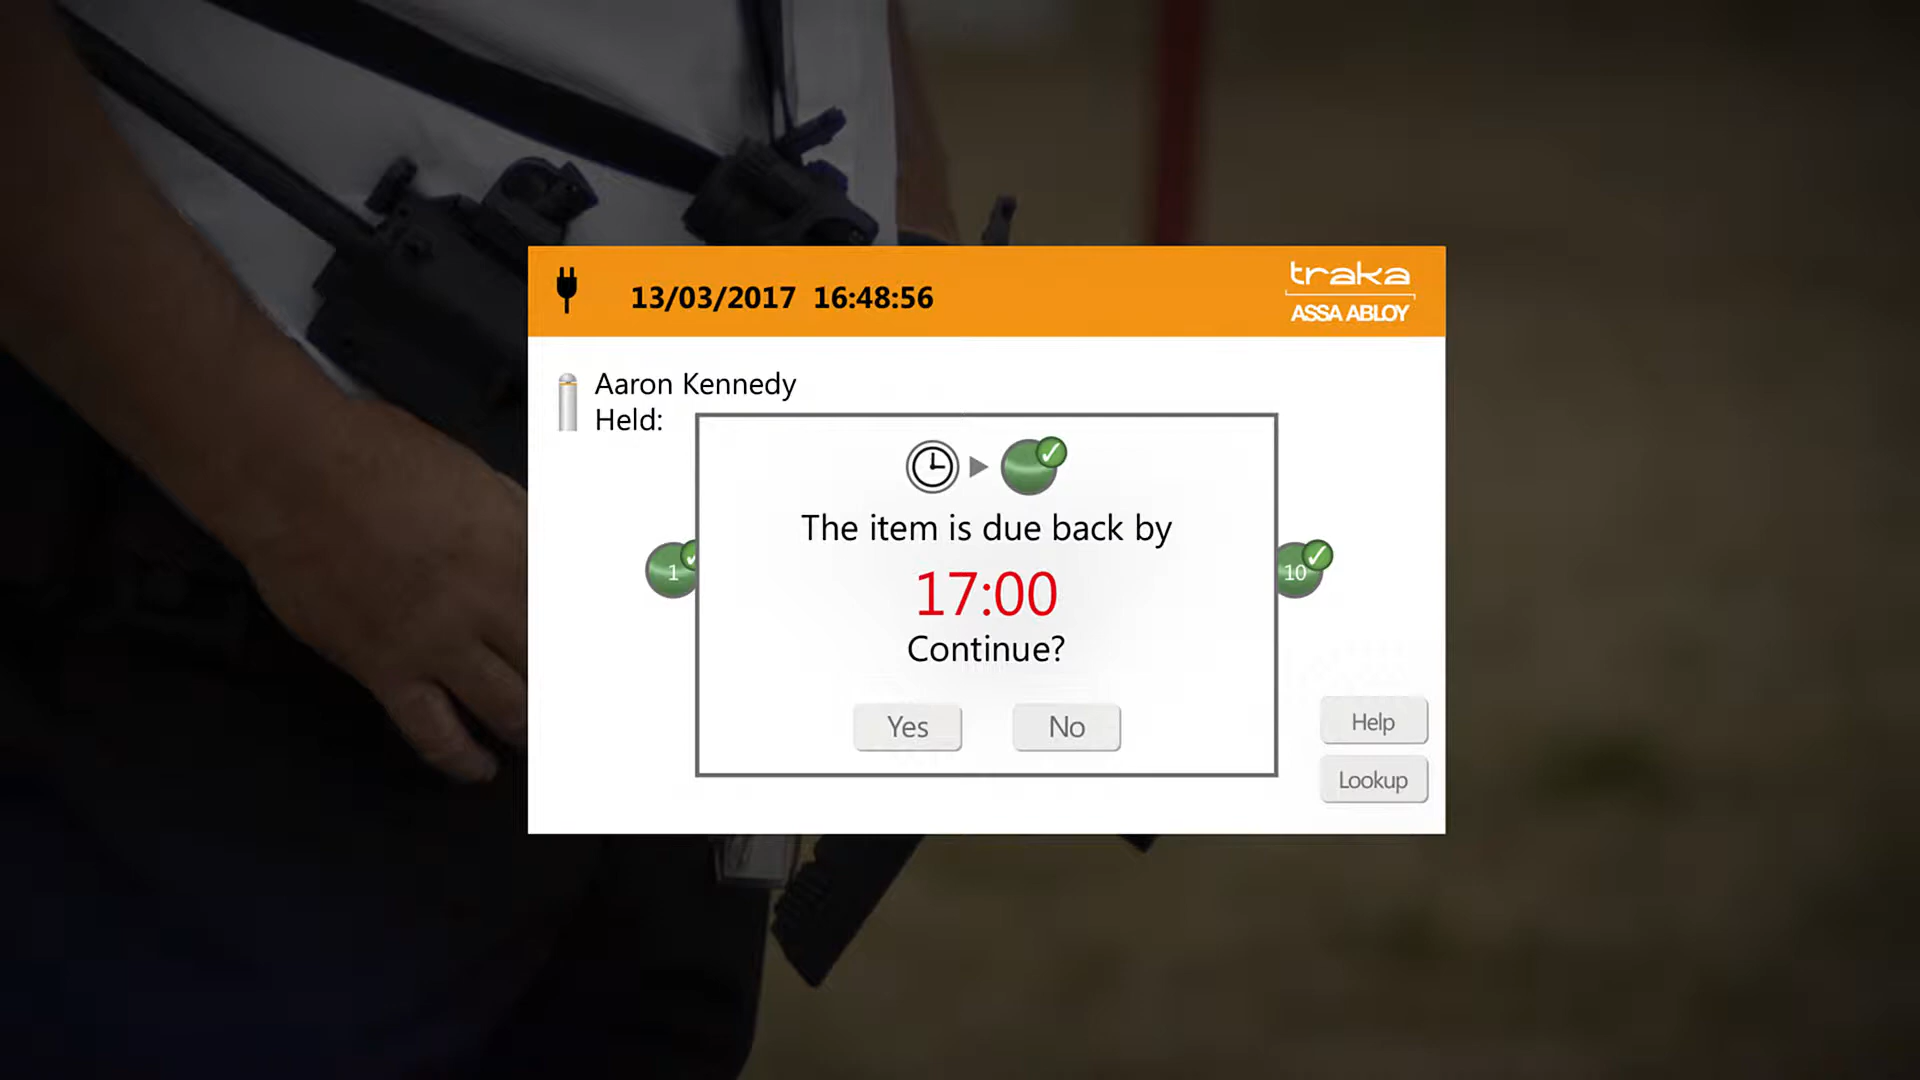 13/03/2017 16:48:56
traka
ASSA ABLOY
Aaron Kennedy
Held:
The item is due back by
1
17:00
10
Continue?
Yes
No
Help
Lookup